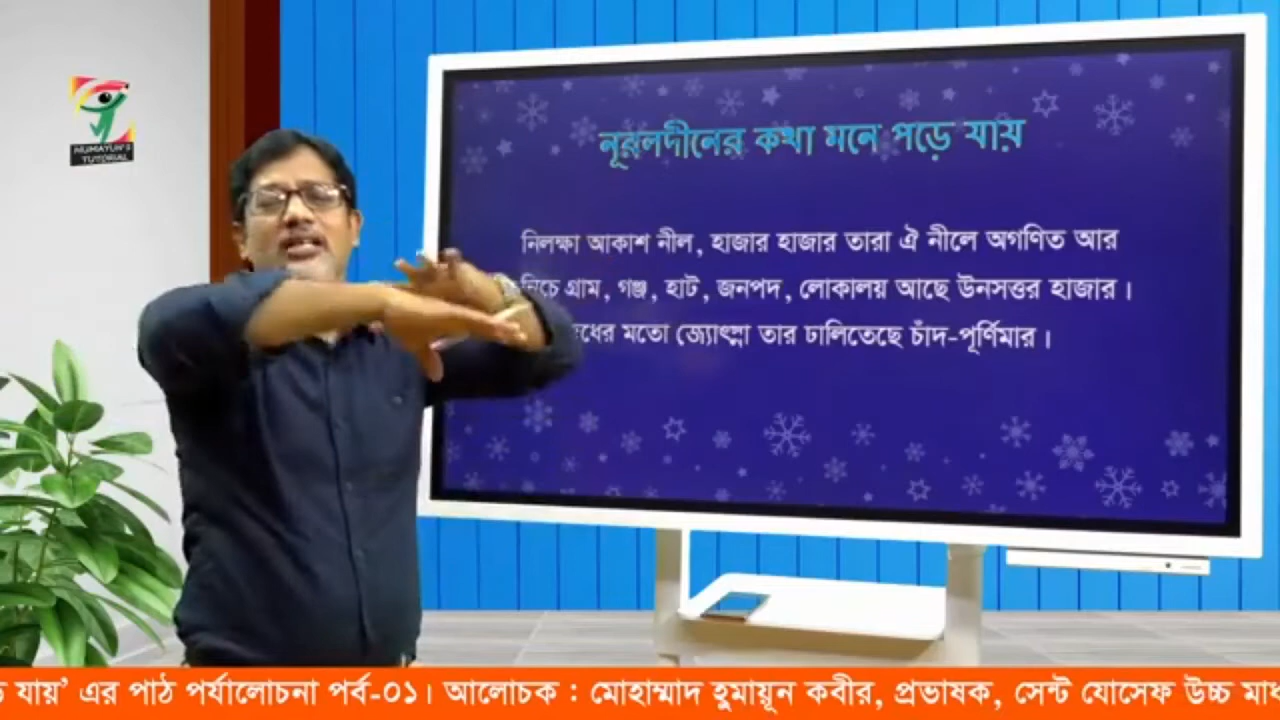 HUMAYUN'S
TUTORIAL
নূরলদীনের কথা মনে পড়ে যায়
নিলক্ষা আকাশ নীল, হাজার হাজার তারা ঐ নীলে অগণিত আর
নিচে গ্রাম, গঞ্জ, হাট, জনপদ, লোকালয় আছে উনসত্তর হাজার।
মতো জ্যোৎস্না তার ঢালিতেছে চাঁদ-পূর্ণিমার।
যায়’ এর পাঠ পর্যালোচনা পর্ব-০১। আলোচক : মোহাম্মাদ হুমায়ূন কবীর, প্রভাষক, সেন্ট যোসেফ উচ্চ